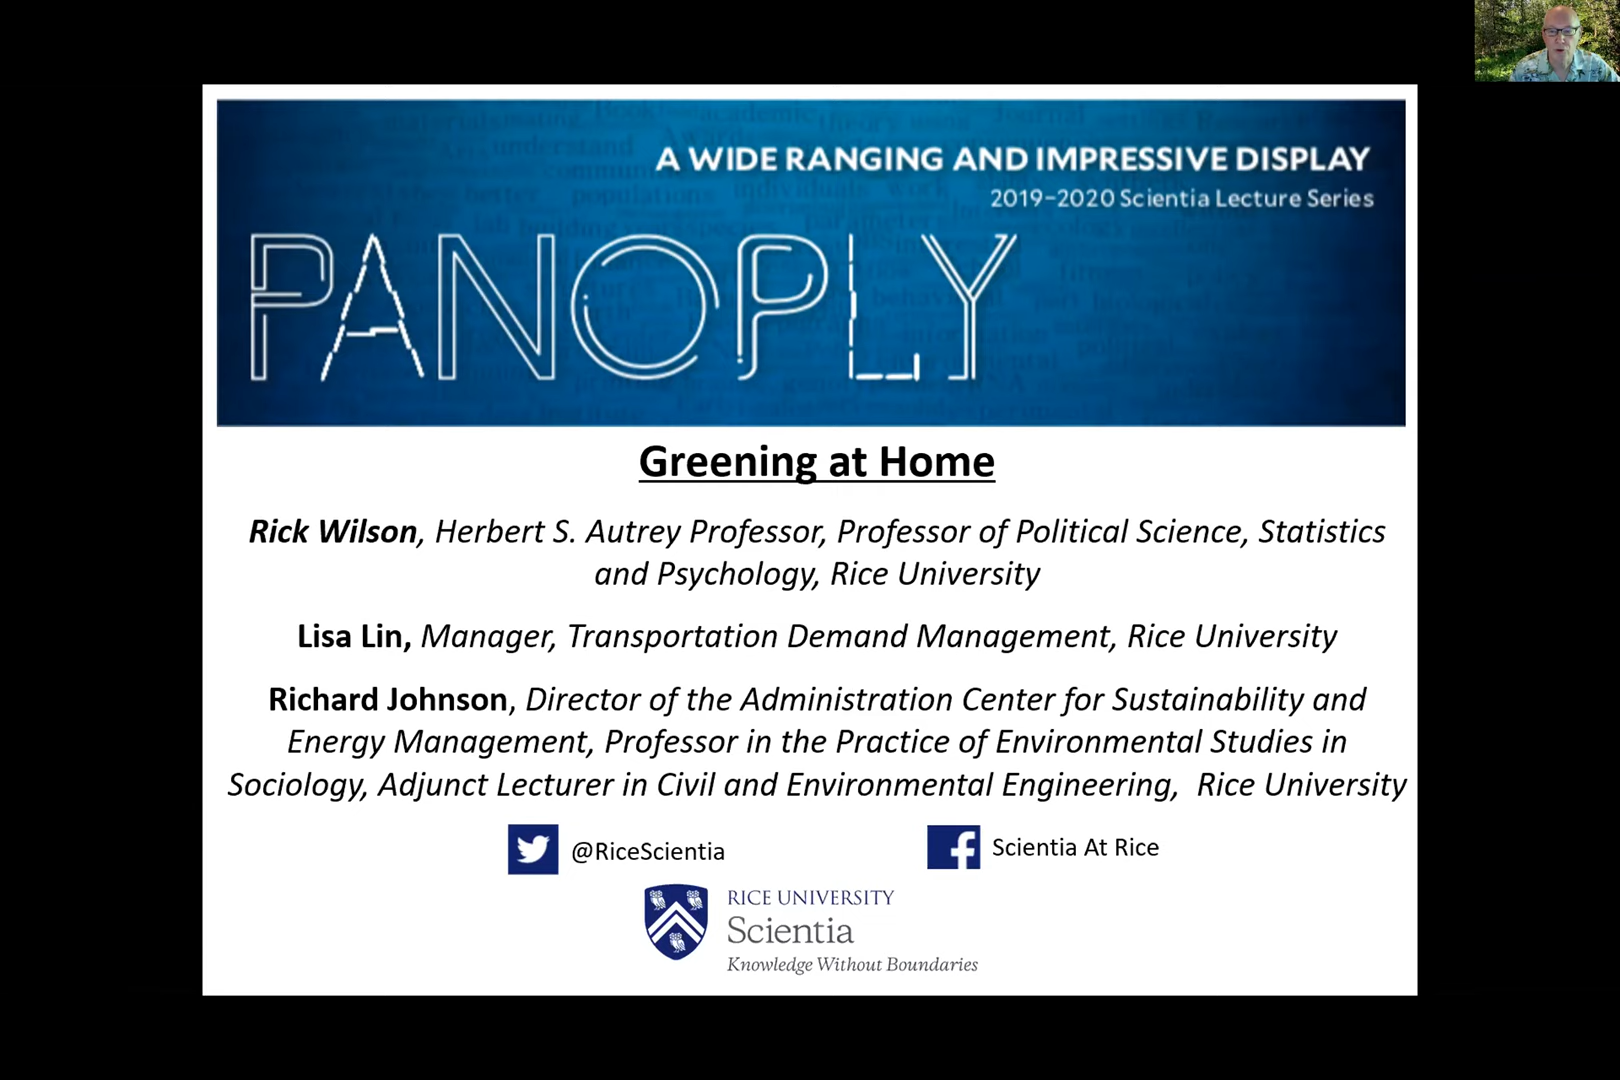 A WIDE RANGING AND IMPRESSIVE DISPLAY
2019-2020 Scientia Lecture Series
PANOPLY
Greening at Home
Rick Wilson, Herbert S. Autrey Professor, Professor of Political Science, Statistics
and Psychology, Rice University
Lisa Lin, Manager, Transportation Demand Management, Rice University
Richard Johnson, Director of the Administration Center for Sustainability and
Energy Management, Professor in the Practice of Environmental Studies in
Sociology, Adjunct Lecturer in Civil and Environmental Engineering, Rice University
@RiceScientia
Scientia At Rice
RICE UNIVERSITY
Scientia
Knowledge Without Boundaries